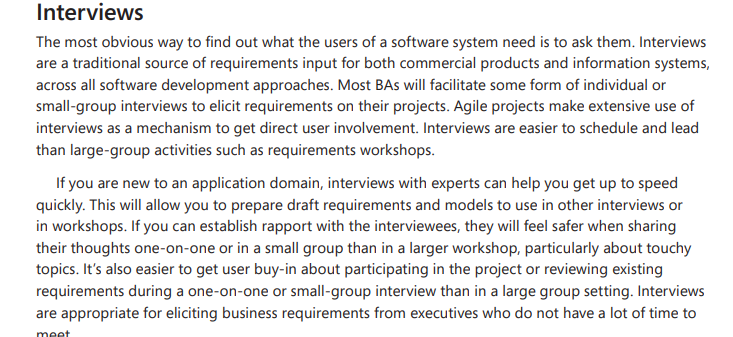 Interviews
The most obvious way to find out what the users of a software system need is to ask them. Interviews
are a traditional source of requirements input for both commercial products and information systems,
across all software development approaches. Most BAs will facilitate some form of individual or
small-group interviews to elicit requirements on their projects. Agile projects make extensive use of
interviews as a mechanism to get direct user involvement. Interviews are easier to schedule and lead
than large-group activities such as requirements workshops.
If you are new to an application domain, interviews with experts can help you get up to speed
quickly. This will allow you to prepare draft requirements and models to use in other interviews or
in workshops. If you can establish rapport with the interviewees, they will feel safer when sharing
their thoughts one-on-one or in a small group than in a larger workshop, particularly about touchy
topics. It's also easier to get user buy-in about participating in the project or reviewing existing
requirements during a one-on-one or small-group interview than in a large group setting. Interviews
are appropriate for eliciting business requirements from executives who do not have a lot of time to
meet.